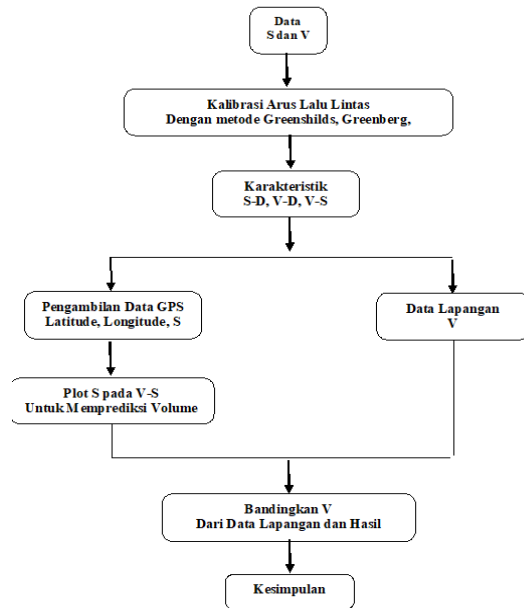 Data
S dan V
Kalibrasi Arus Lalu Lintas
Dengan metode Greenshilds, Greenberg,
Karakteristik
S-D, V-D, V-S
Pengambilan Data GPS
Latitude, Longitude, S
Data Lapangan
V
Plot S pada V-S
Untuk Memprediksi Volume
Bandingkan V
Dari Data Lapangan dan Hasil
Kesimpulan